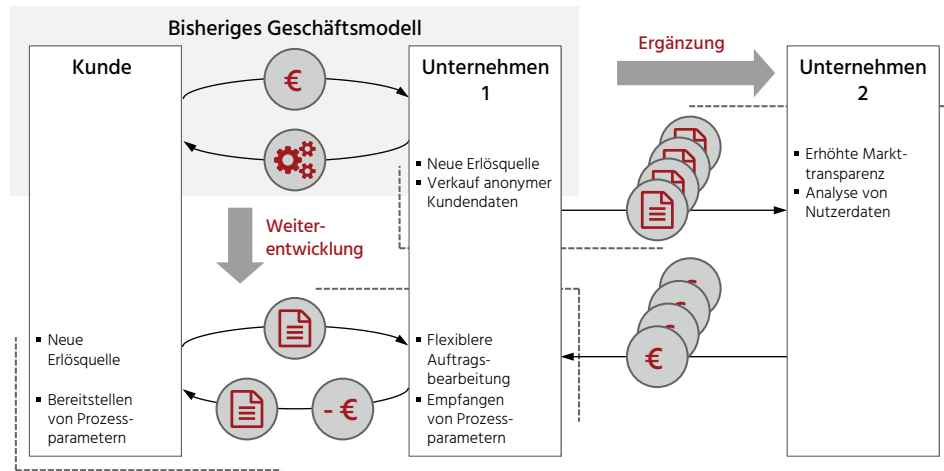 Bisheriges Geschäftsmodell
Kunde
€
Unternehmen
1
Ergänzung
Unternehmen
2
▪ Neue Erlösquelle
▪ Verkauf anonymer
Kundendaten
▪ Erhöhte Markt-
transparenz
▪ Analyse von
Nutzerdaten
Weiter-
entwicklung
▪ Neue
Erlösquelle
▪ Bereitstellen
von Prozess-
parametern
- €
▪ Flexiblere
Auftrags-
bearbeitung
▪ Empfangen
von Prozess-
parametern
€
€
€
€